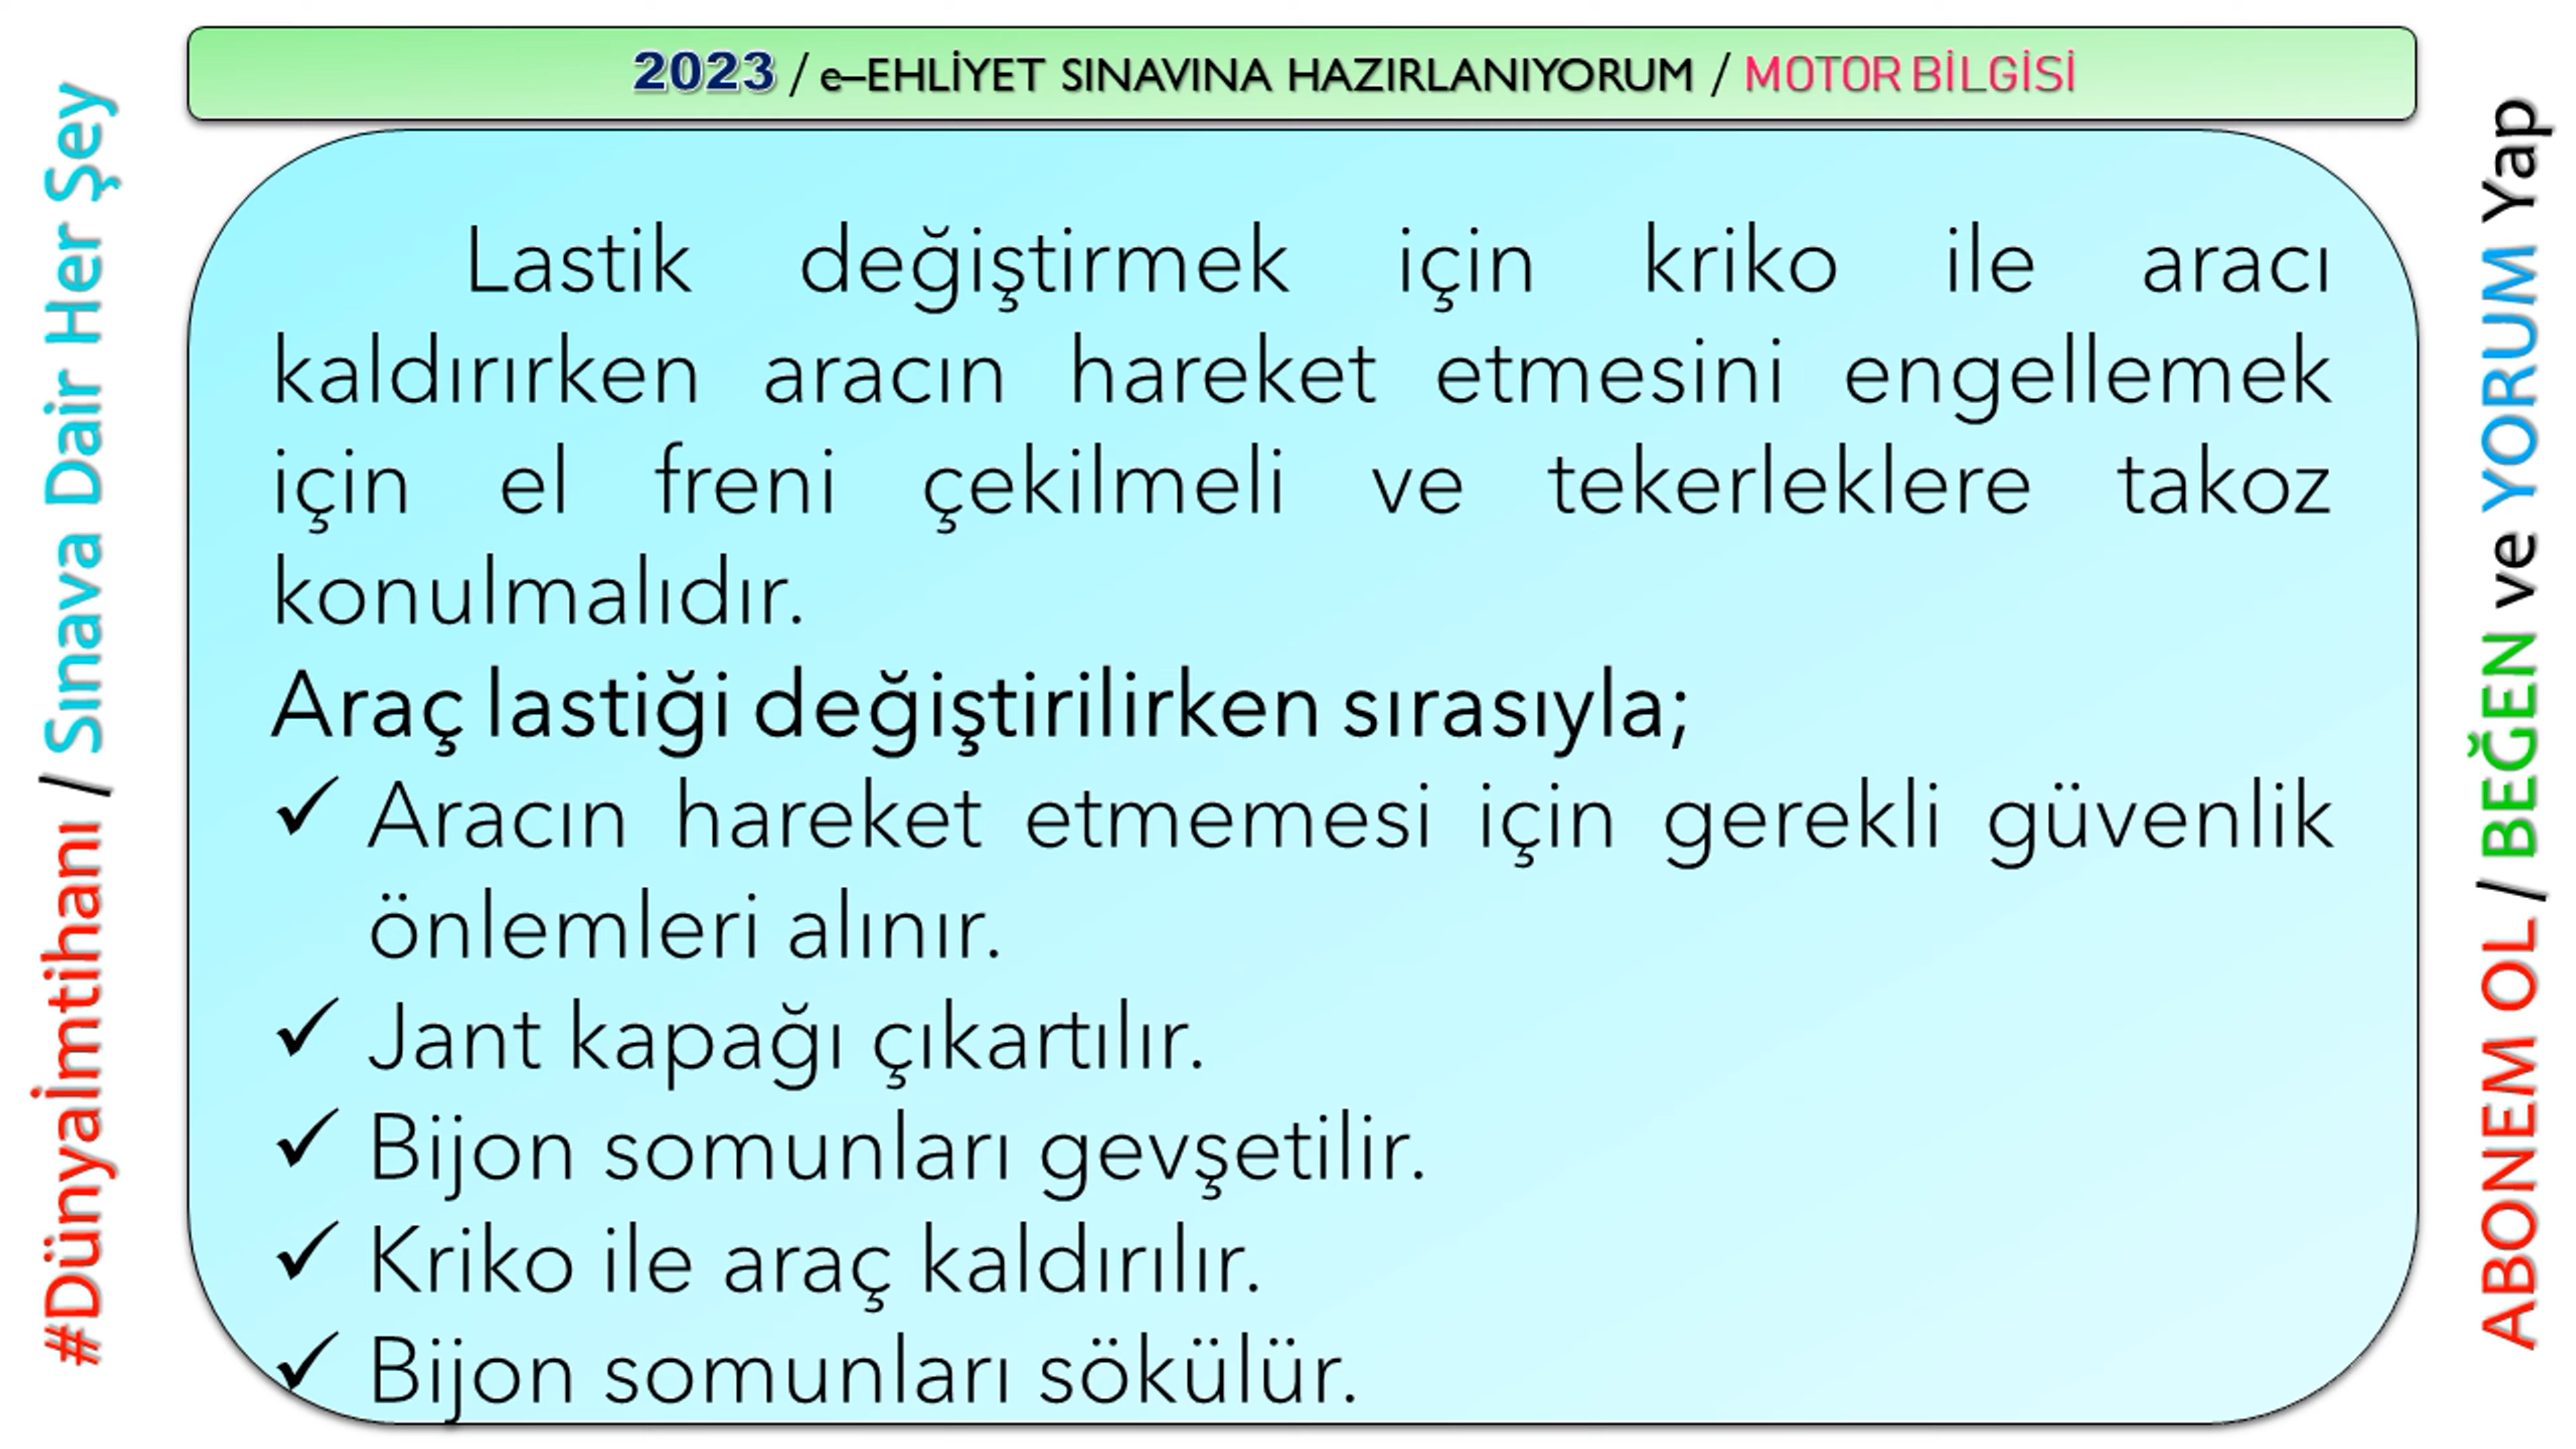 2023 / e–EHLİYET SINAVINA HAZIRLANIYORUM / MOTOR BİLGİSİ
#Dünyaİmtihanı / Sınava Dair Her Şey
Lastik değiştirmek için kriko ile aracı
kaldırırken aracın hareket etmesini engellemek
için el freni çekilmeli ve tekerleklere takoz
konulmalıdır.
Araç lastiği değiştirilirken sırasıyla;
✓ Aracın hareket etmemesi için gerekli güvenlik
önlemleri alınır.
✓ Jant kapağı çıkartılır.
✓ Bijon somunları gevşetilir.
✓ Kriko ile araç kaldırılır.
✓ Bijon somunları sökülür.
ABONEM OL / BEĞEN ve YORUM Yap